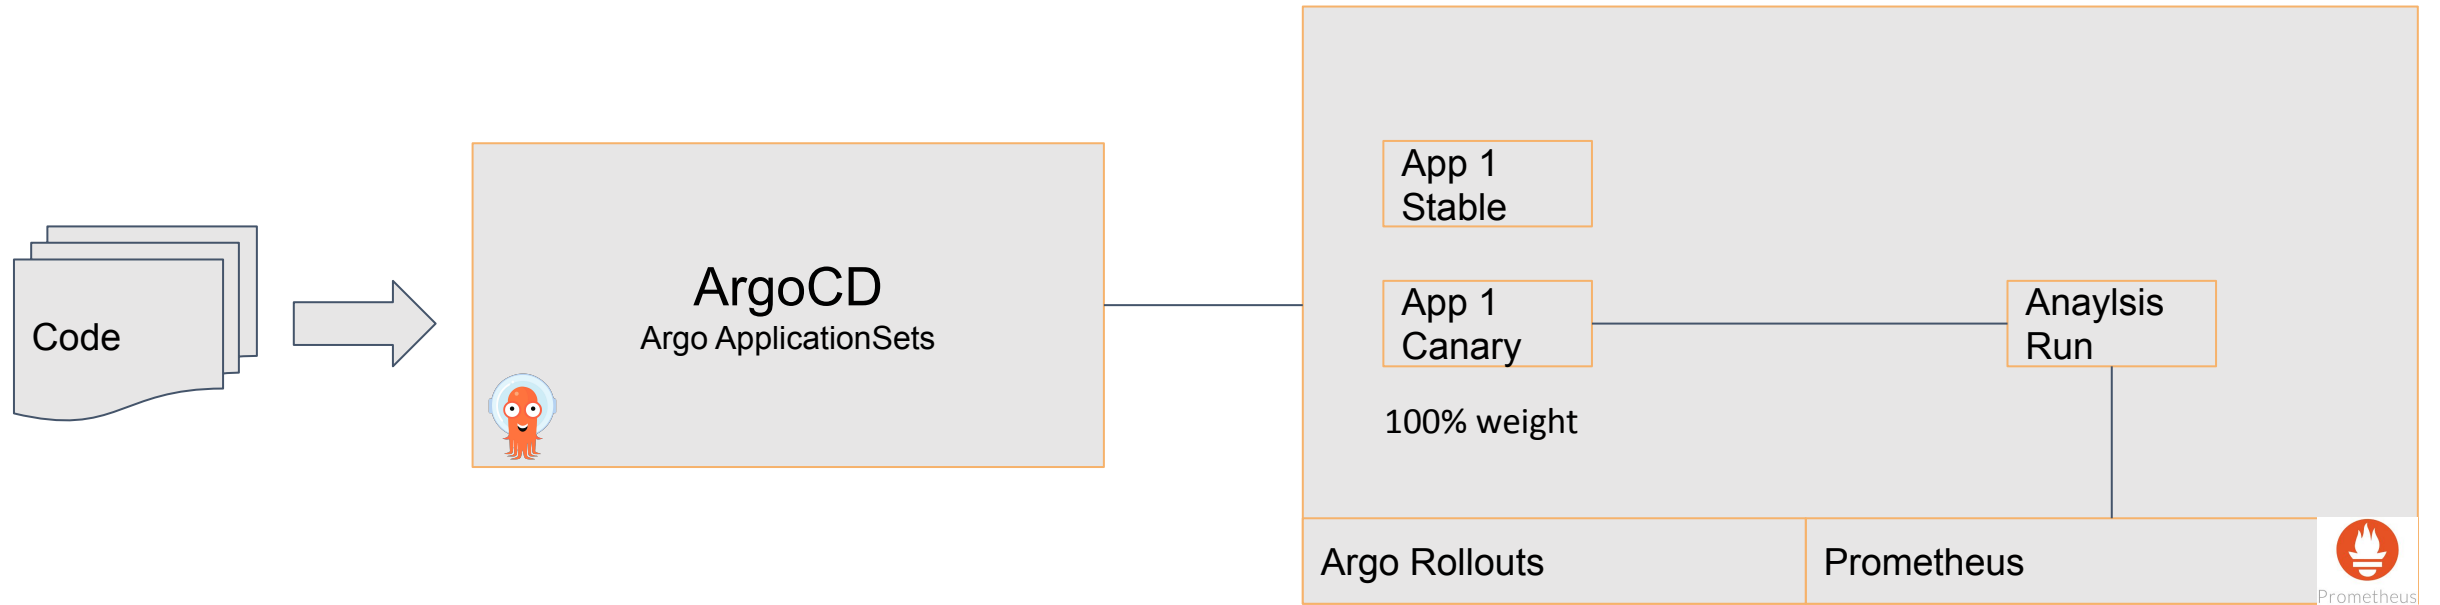 Code
ArgoCD
Argo ApplicationSets
App 1
Stable
App 1
Canary
100% weight
Anaylsis
Run
Argo Rollouts
Prometheus
Prometheus